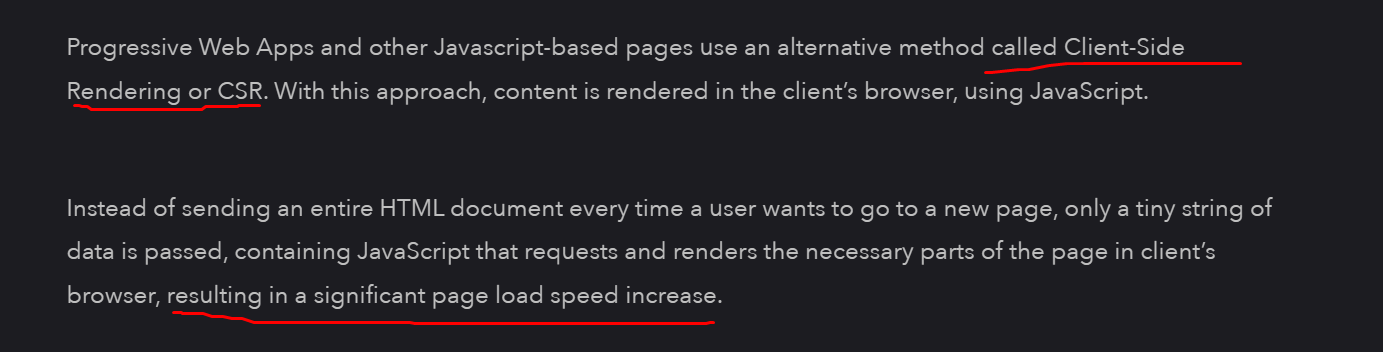 Progressive Web Apps and other Javascript-based pages use an alternative method called Client-Side
Rendering or CSR. With this approach, content is rendered in the client’s browser, using JavaScript.
Instead of sending an entire HTML document every time a user wants to go to a new page, only a tiny string of
data is passed, containing JavaScript that requests and renders the necessary parts of the page in client’s
browser, resulting in a significant page load speed increase.